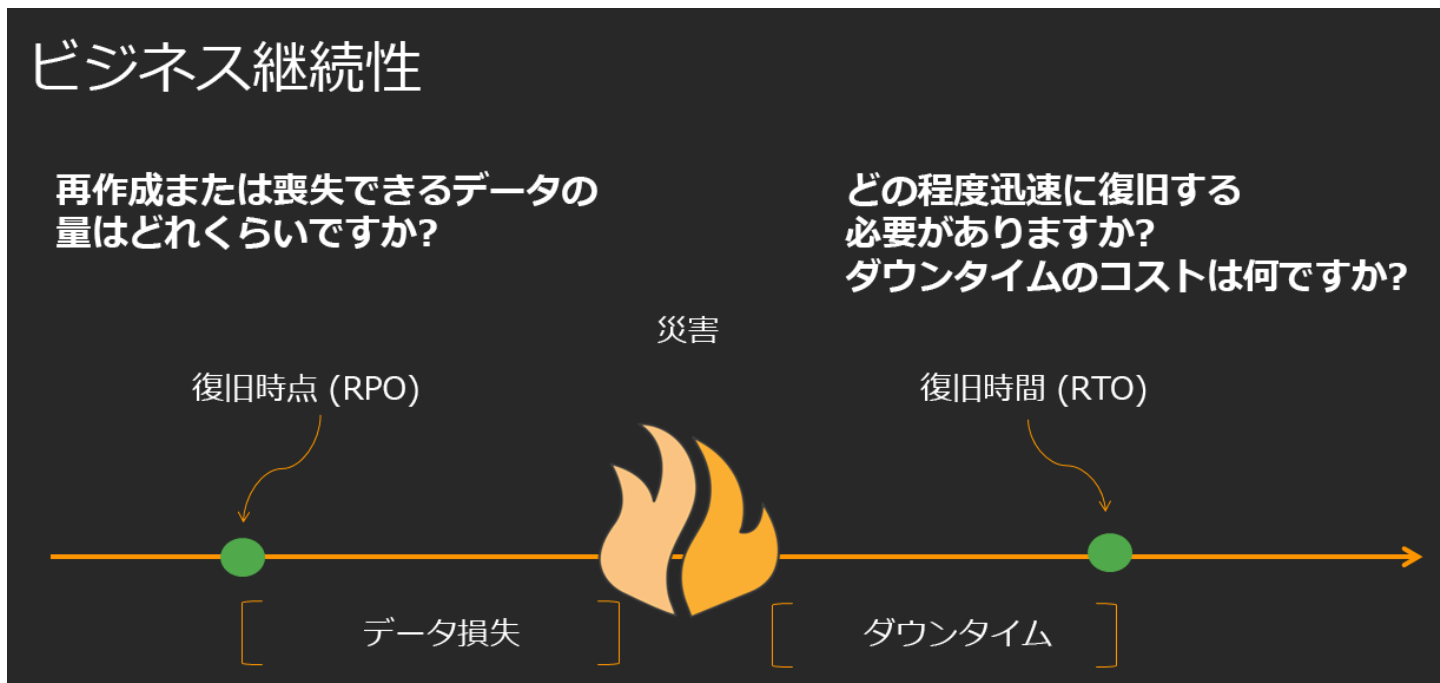 ビジネス継続性
再作成または喪失できるデータの
量はどれくらいですか?
どの程度迅速に復旧する
必要がありますか?
ダウンタイムのコストは何ですか?
災害
復旧時点 (RPO)
復旧時間 (RTO)
データ損失
ダウンタイム